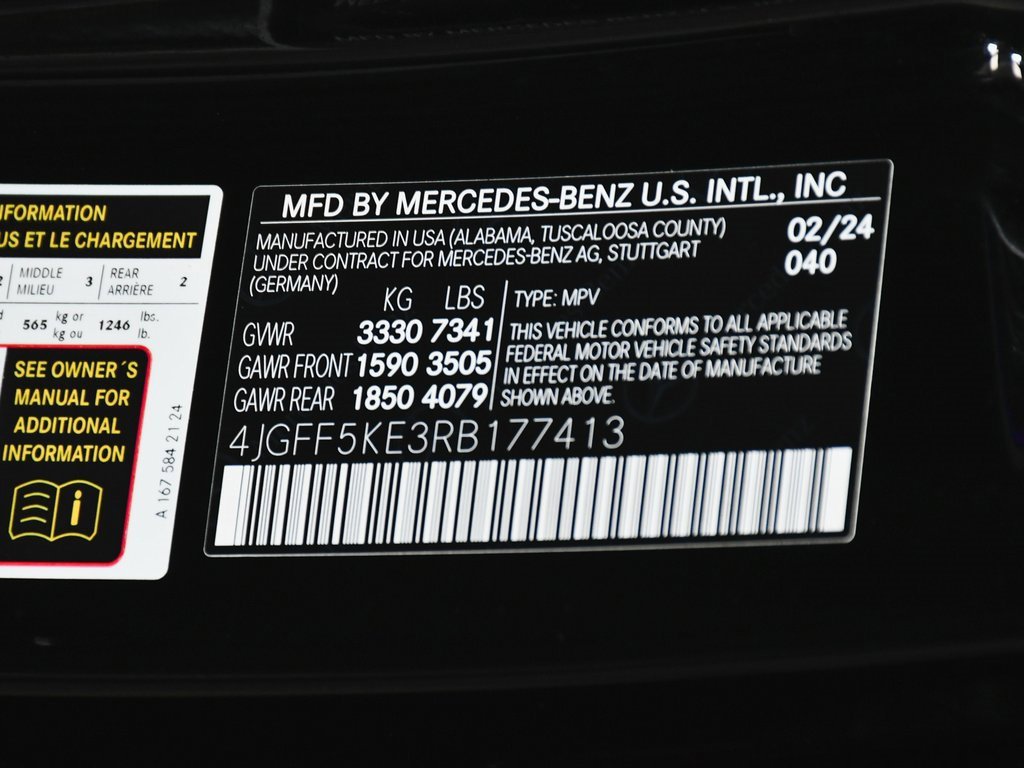 NFORMATION
US ET LE CHARGEMENT
MIDDLE
MILIEU 3
REAR
ARRIÈRE 2
565 kg or
kg ou 1246 lbs.
lb.
SEE OWNER´S
MANUAL FOR
ADDITIONAL
INFORMATION
A 167 584 21 24
MFD BY MERCEDES-BENZ U.S. INTL., INC
MANUFACTURED IN USA (ALABAMA, TUSCALOOSA COUNTY) 02/24
UNDER CONTRACT FOR MERCEDES-BENZ AG, STUTTGART 040
(GERMANY)
KG LBS
GVWR 3330 7341
GAWR FRONT 1590 3505
GAWR REAR 1850 4079
TYPE: MPV
THIS VEHICLE CONFORMS TO ALL APPLICABLE
FEDERAL MOTOR VEHICLE SAFETY STANDARDS
IN EFFECT ON THE DATE OF MANUFACTURE
SHOWN ABOVE.
4JGFF5KE3RB177413